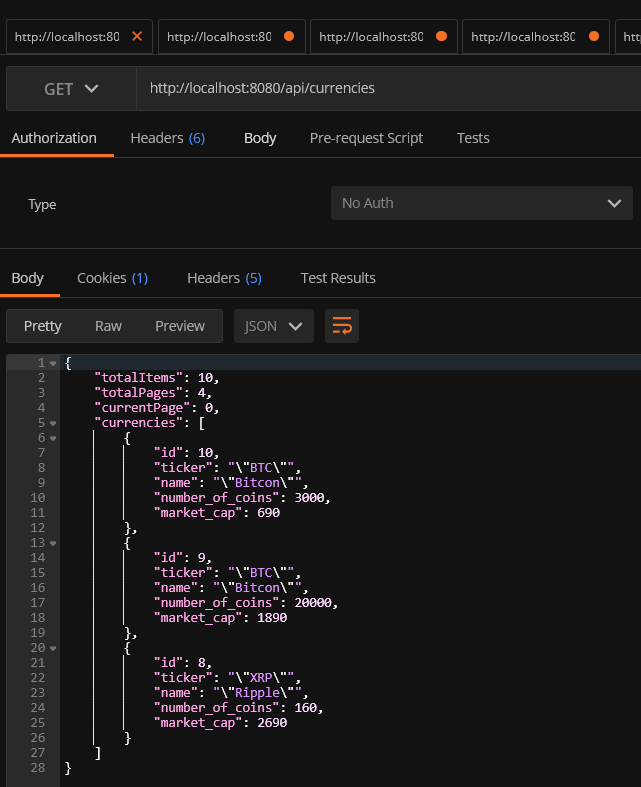 http://localhost:80 http://localhost:80 http://localhost:80 http://localhost:80 htt
GET http://localhost:8080/api/currencies
Authorization Headers (6) Body Pre-request Script Tests
Type No Auth
Body Cookies (1) Headers (5) Test Results
Pretty Raw Preview JSON
1 {
2 "totalItems": 10,
3 "totalPages": 4,
4 "currentPage": 0,
5 "currencies": [
6 {
7 "id": 10,
8 "ticker": "\"BTC\"",
9 "name": "\"Bitcon\"",
10 "number_of_coins": 3000,
11 "market_cap": 690
12 },
13 {
14 "id": 9,
15 "ticker": "\"BTC\"",
16 "name": "\"Bitcon\"",
17 "number_of_coins": 20000,
18 "market_cap": 1890
19 },
20 {
21 "id": 8,
22 "ticker": "\"XRP\"",
23 "name": "\"Ripple\"",
24 "number_of_coins": 160,
25 "market_cap": 2690
26 }
27 ]
28 }